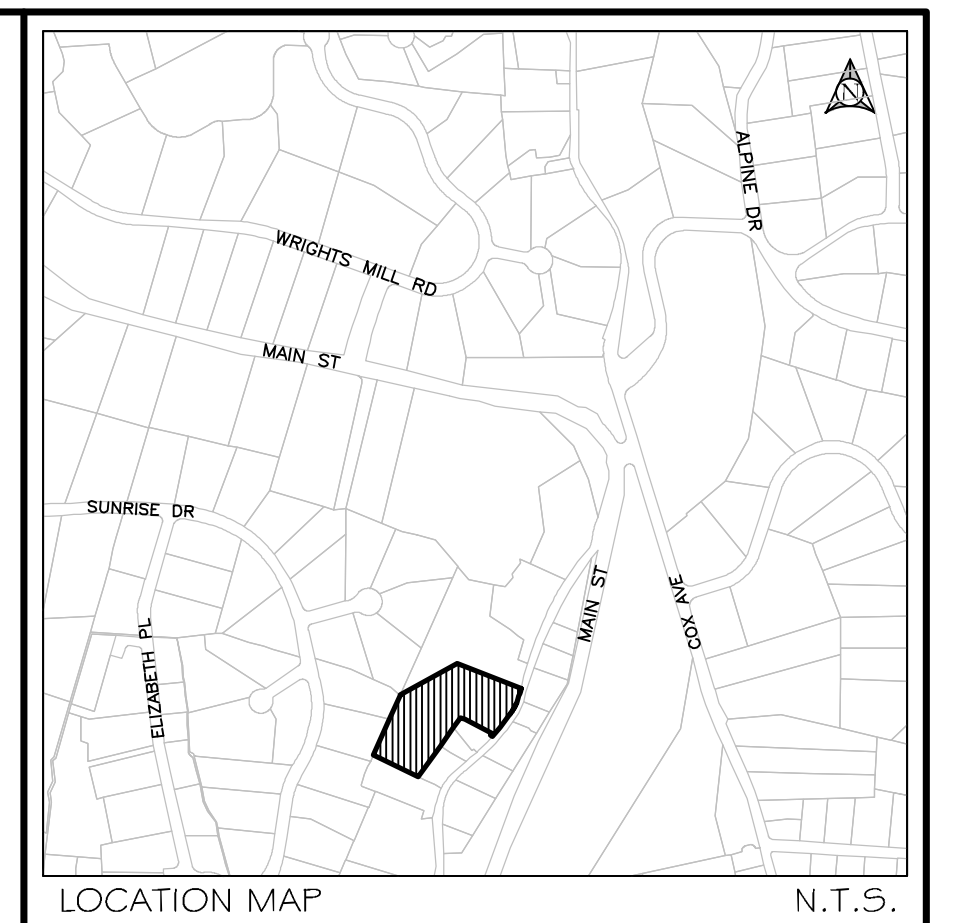 N
ALPINE DR
WRIGHTS MILL RD
MAIN ST
SUNRISE DR
MAIN ST
COX AVE
ELIZABETH PL
LOCATION MAP
N.T.S.